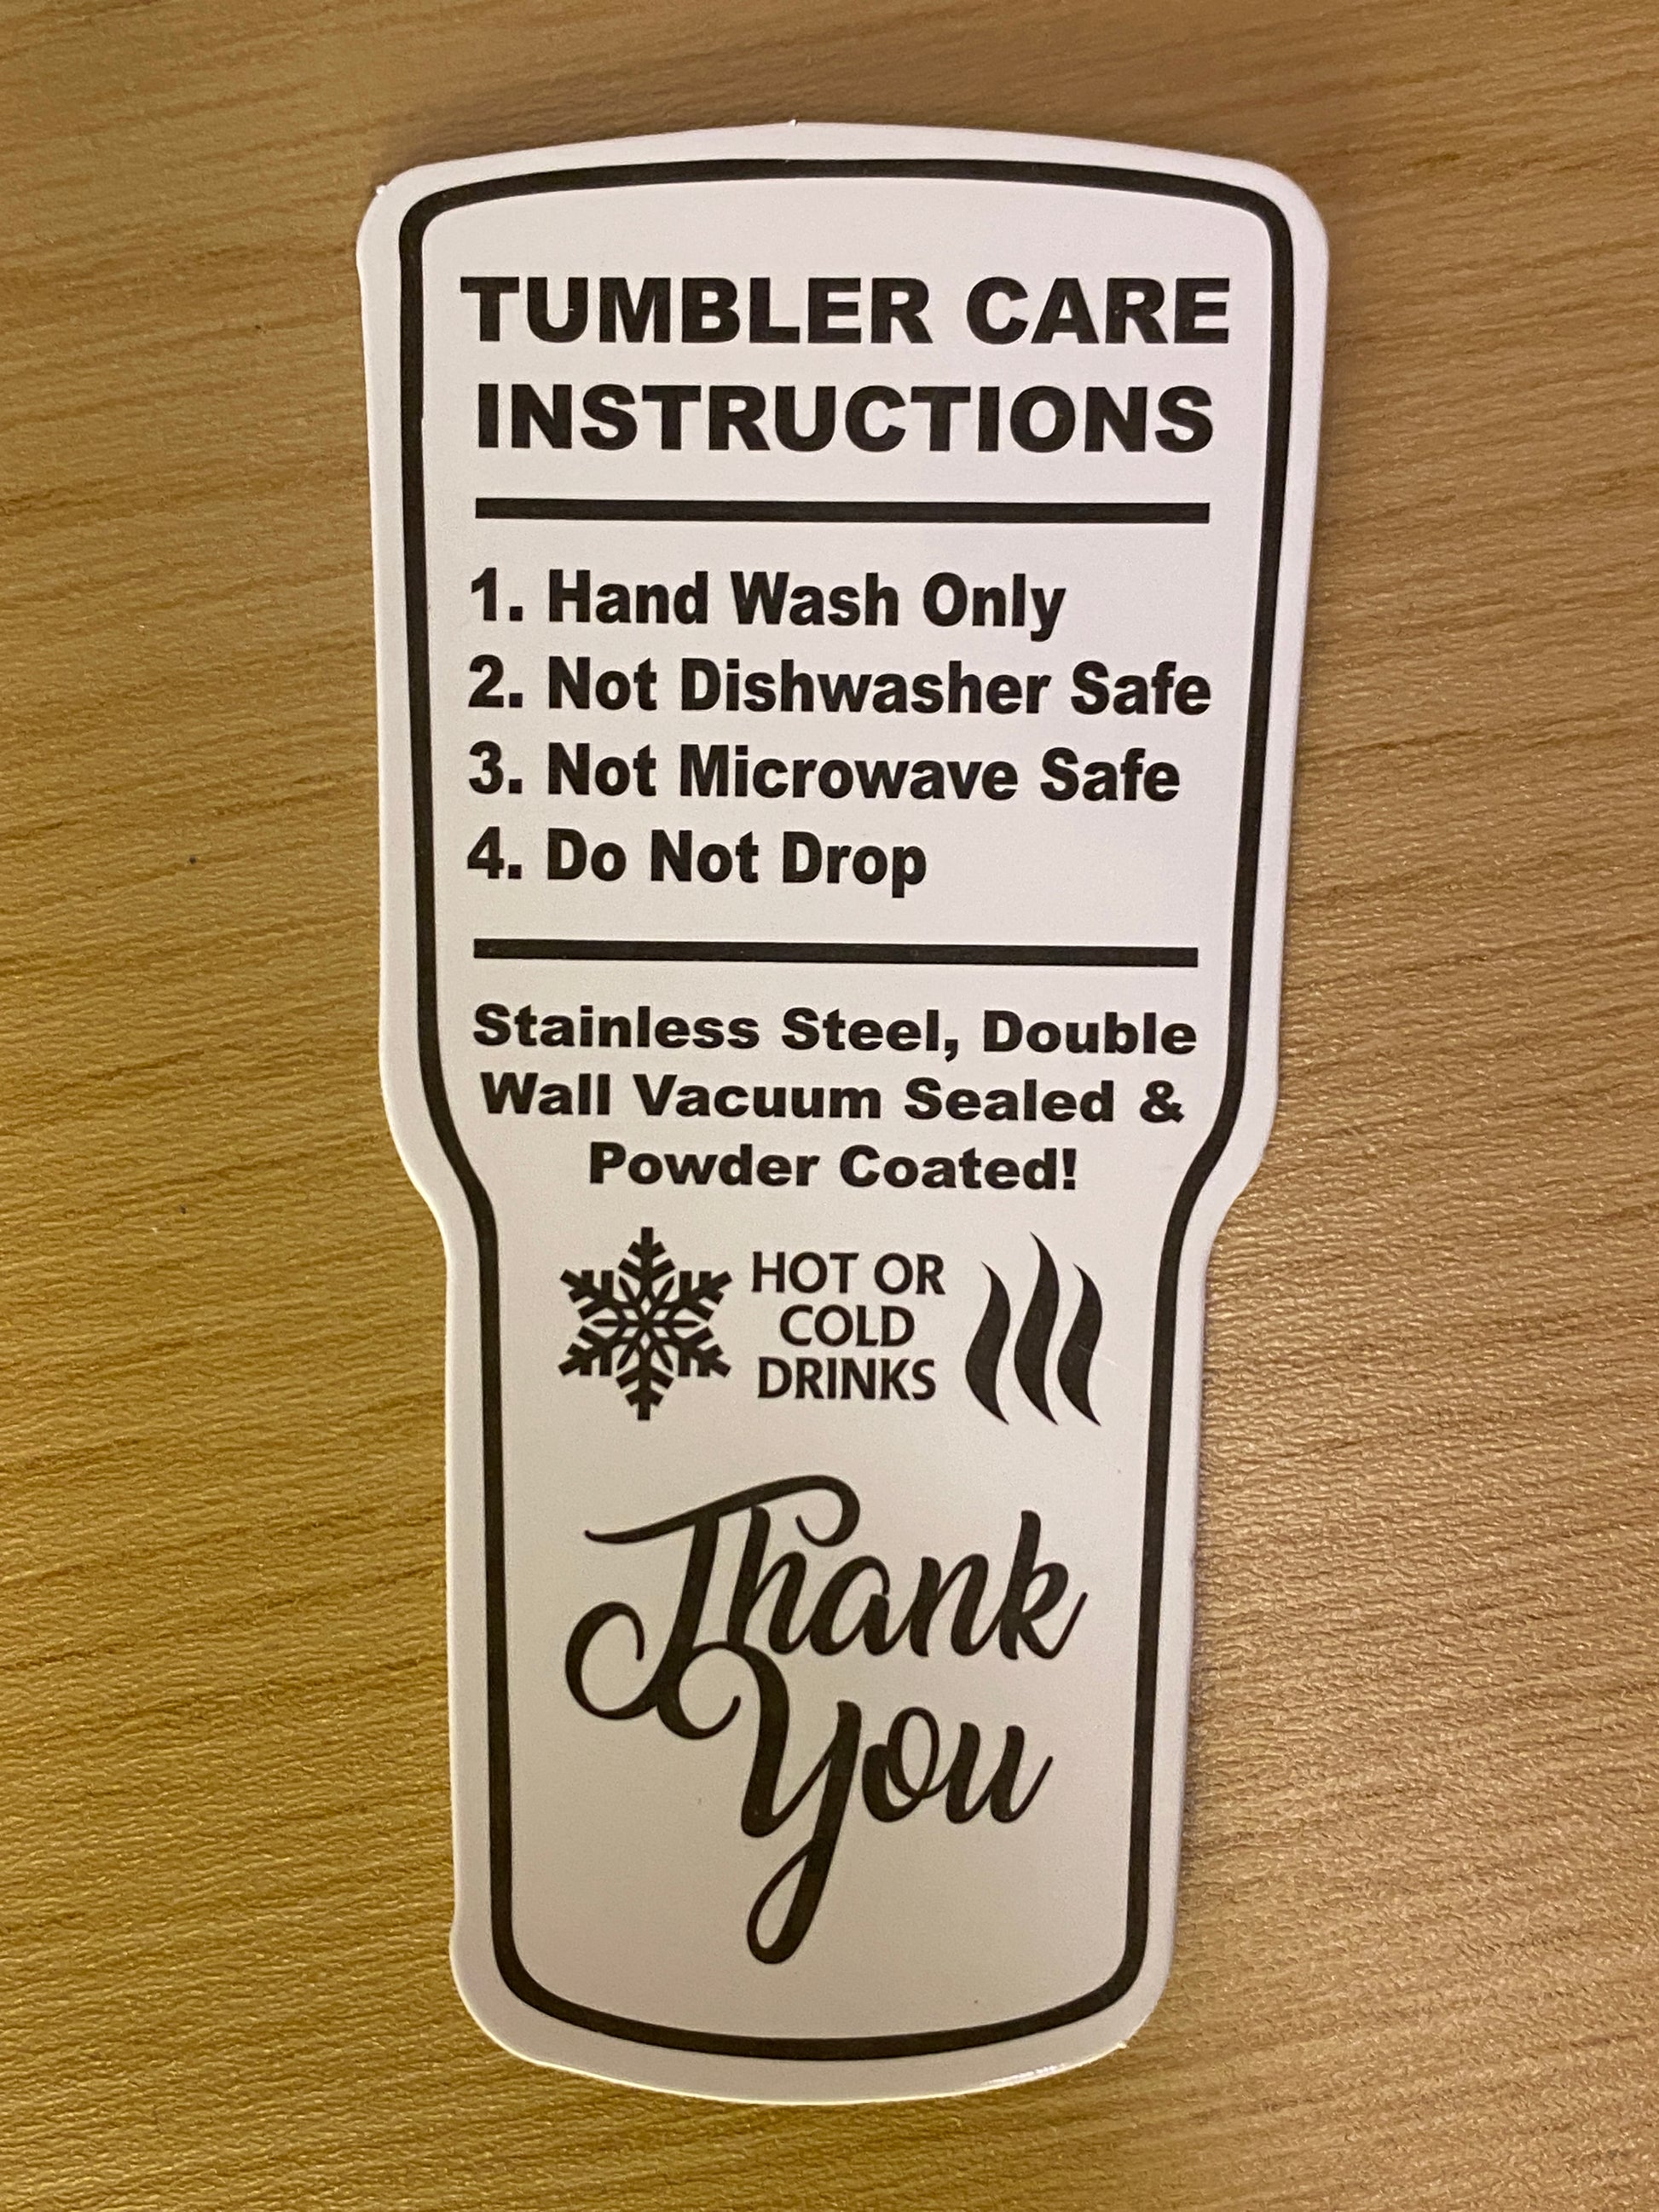 TUMBLER CARE
INSTRUCTIONS
1. Hand Wash Only
2. Not Dishwasher Safe
3. Not Microwave Safe
4. Do Not Drop
Stainless Steel, Double
Wall Vacuum Sealed &
Powder Coated!
HOT OR
COLD
DRINKS
Thank
You